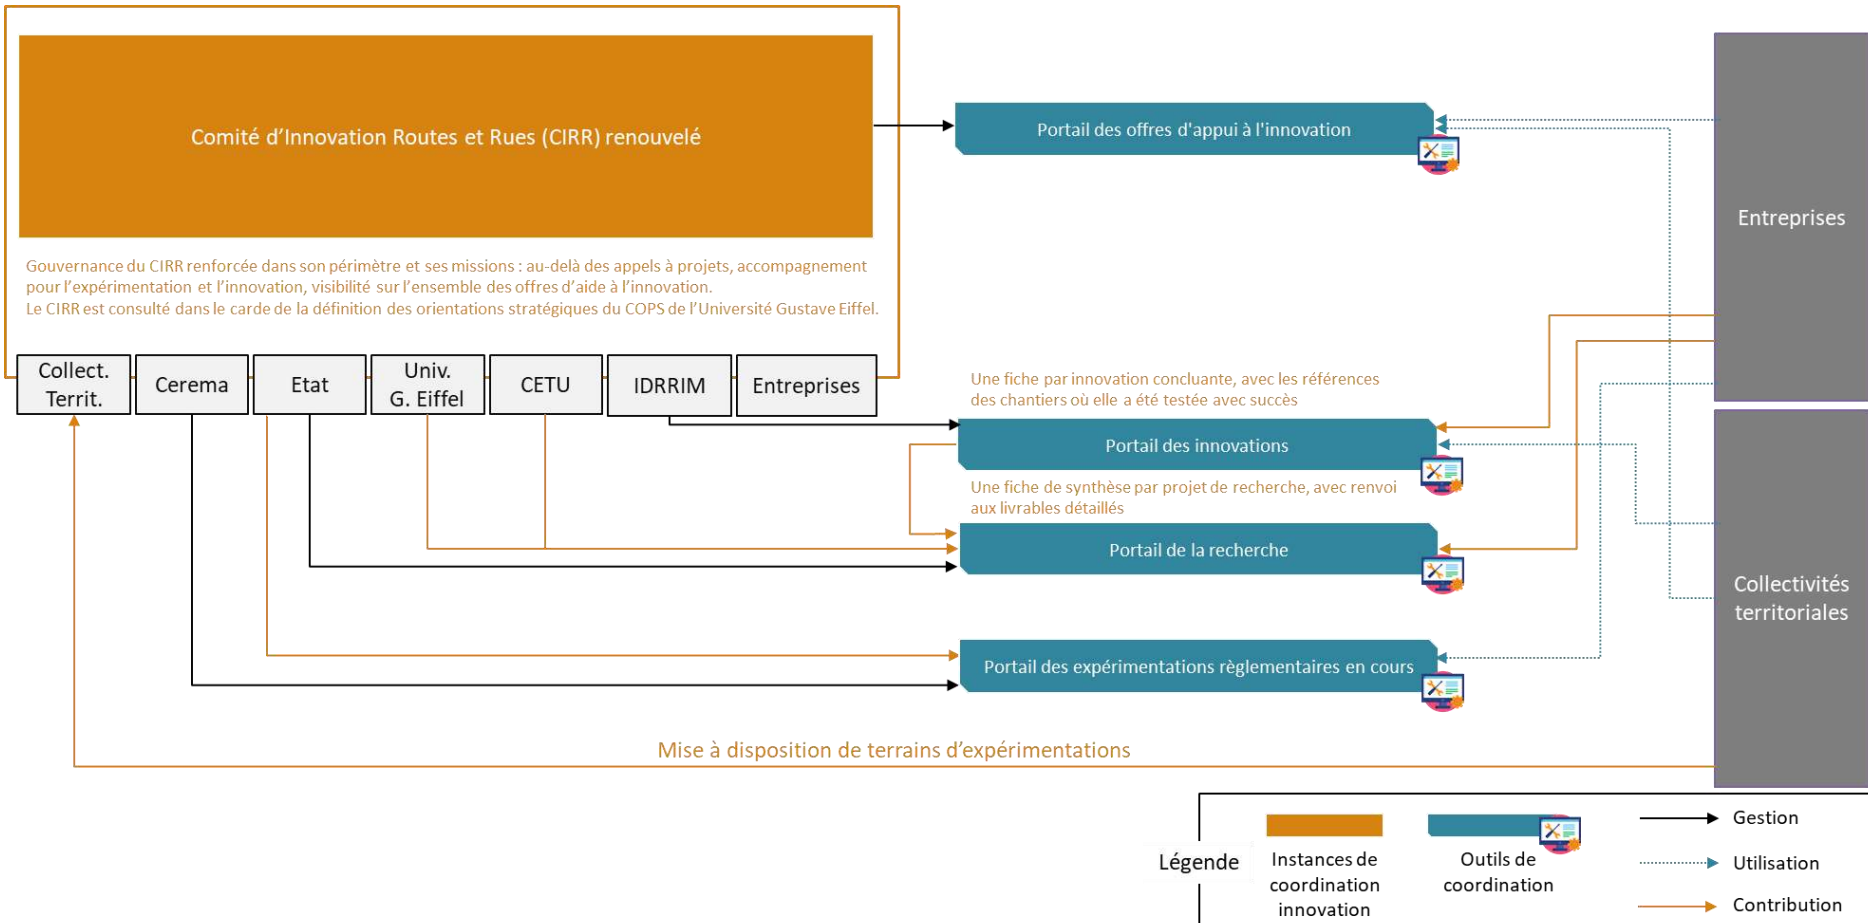 Comité d'Innovation Routes et Rues (CIRR) renouvelé
Gouvernance du CIRR renforcée dans son périmètre et ses missions : au-delà des appels à projets, accompagnement
pour l'expérimentation et l'innovation, visibilité sur l'ensemble des offres d'aide à l'innovation.
Le CIRR est consulté dans le carde de la définition des orientations stratégiques du COPS de l'Université Gustave Eiffel.
Collect.
Territ.
Cerema
Etat
Univ.
G. Eiffel
CETU
IDRRIM
Entreprises
Portail des offres d'appui à l'innovation
Une fiche par innovation concluante, avec les références
des chantiers où elle a été testée avec succès
Portail des innovations
Une fiche de synthèse par projet de recherche, avec renvoi
aux livrables détaillés
Portail de la recherche
Portail des expérimentations règlementaires en cours
Mise à disposition de terrains d'expérimentations
Entreprises
Collectivités
territoriales
Légende
Instances de
coordination
innovation
Outils de
coordination
Gestion
Utilisation
Contribution